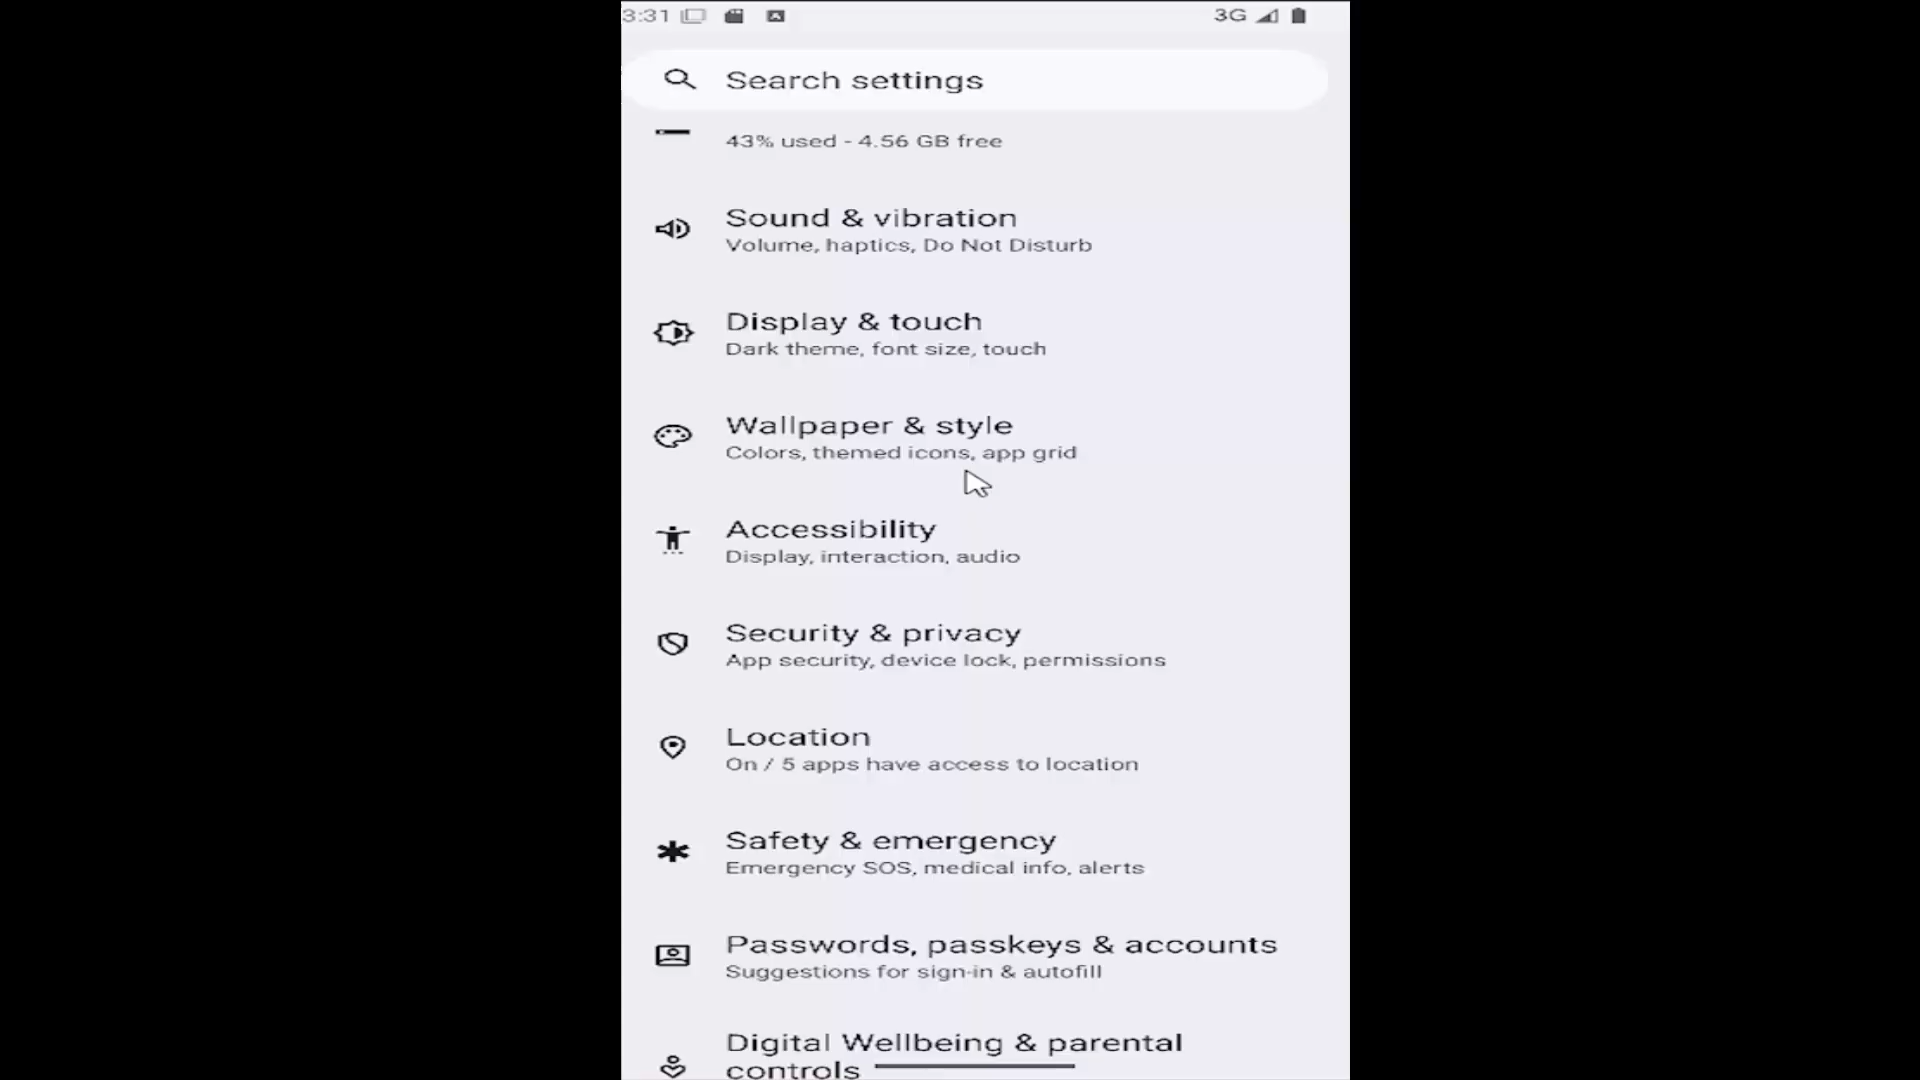 3:31
3G
Search settings
43% used - 4.56 GB free
Sound & vibration
Volume, haptics, Do Not Disturb
Display & touch
Dark theme, font size, touch
Wallpaper & style
Colors, themed icons, app grid
Accessibility
Display, interaction, audio
Security & privacy
App security, device lock, permissions
Location
On / 5 apps have access to location
Safety & emergency
Emergency SOS, medical info, alerts
Passwords, passkeys & accounts
Suggestions for sign-in & autofill
Digital Wellbeing & parental
controls